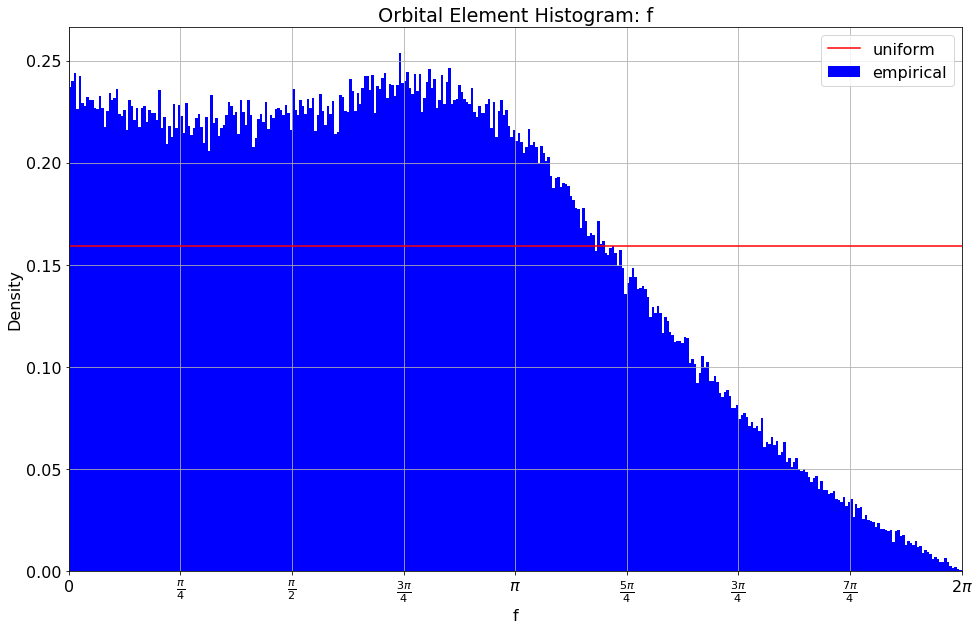 Orbital Element Histogram: f
uniform
empirical
Density
0.25
0.20
0.15
0.10
0.05
0.00
0 π/4 π/2 3π/4 π 5π/4 3π/4 7π/4 2π
f